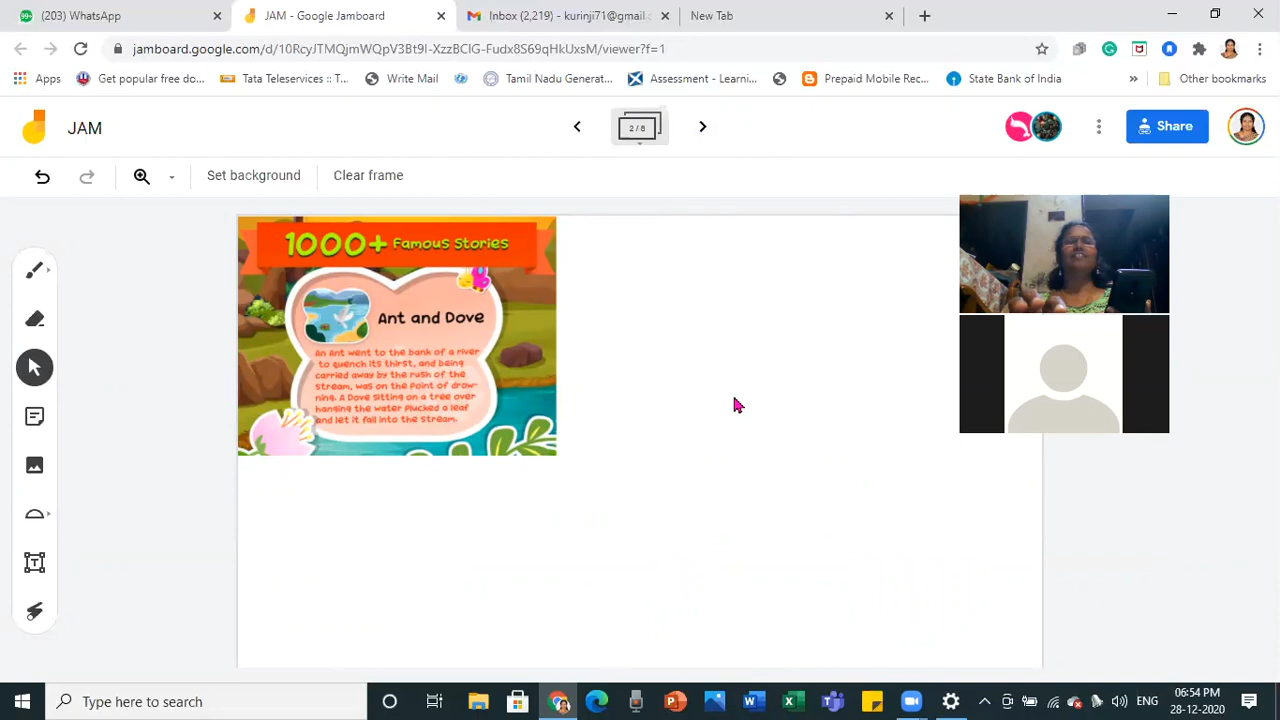 (203) WhatsApp
JAM - Google Jamboard
Inbox (2,219) - kurinji71@gmail.
New Tab
jamboard.google.com/d/10RcyJTMQjmWQpV3Bt9I-XzzBCIG-Fudx8S69qHkUxsM/viewer?f=1
Apps
Get popular free do...
Tata Teleservices :: T...
Write Mail
Tamil Nadu Generat...
Assessment - Learni...
Prepaid Mobile Rec...
State Bank of India
Other bookmarks
JAM
2 / 8
Share
Set background
Clear frame
1000+ Famous Stories
Ant and Dove
An Ant went to the bank of a river
to quench its thirst, and being
carried away by the rush of the
stream, was on the point of drow-
ning. A Dove sitting on a tree over
hanging the water plucked a leaf
and let it fall into the stream.
Type here to search
ENG
06:54 PM
28-12-2020